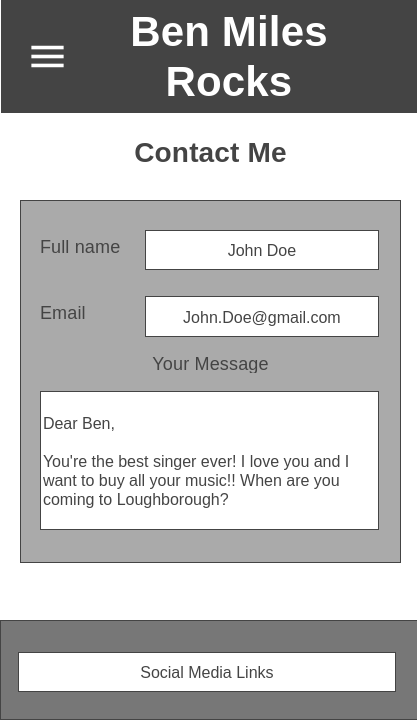 Ben Miles
Rocks
Contact Me
Full name
John Doe
Email
John.Doe@gmail.com
Your Message
Dear Ben,
You're the best singer ever! I love you and I
want to buy all your music!! When are you
coming to Loughborough?
Social Media Links